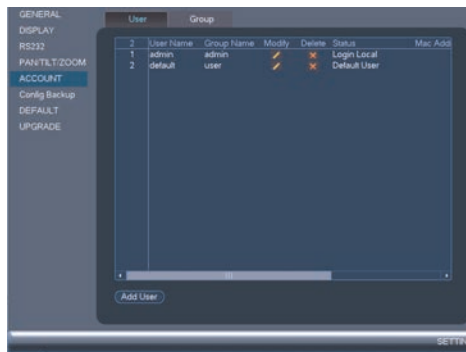 GENERAL
DISPLAY
RS232
PAN/TILT/ZOOM
ACCOUNT
Config Backup
DEFAULT
UPGRADE
User Group
2 User Name Group Name Modify Delete Status Mac Add
1 admin admin Login Local
2 default user Default User
Add User
SETTIN